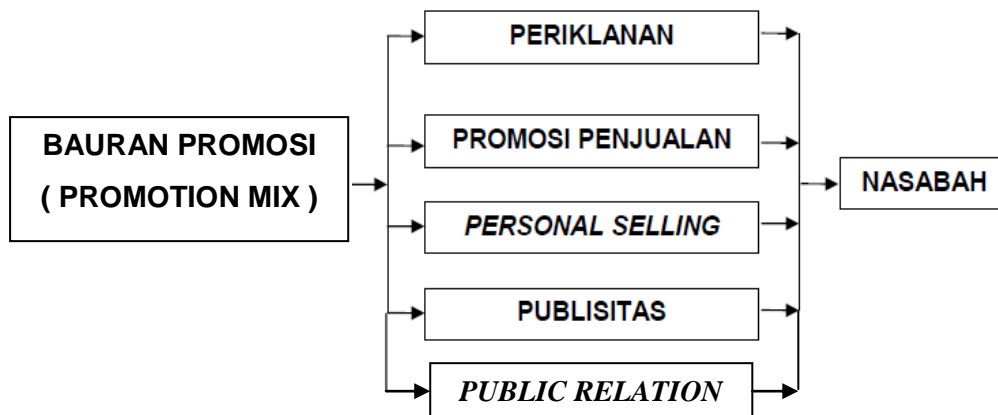 BAURAN PROMOSI
( PROMOTION MIX )
PERIKLANAN
PROMOSI PENJUALAN
PERSONAL SELLING
PUBLISITAS
PUBLIC RELATION
NASABAH